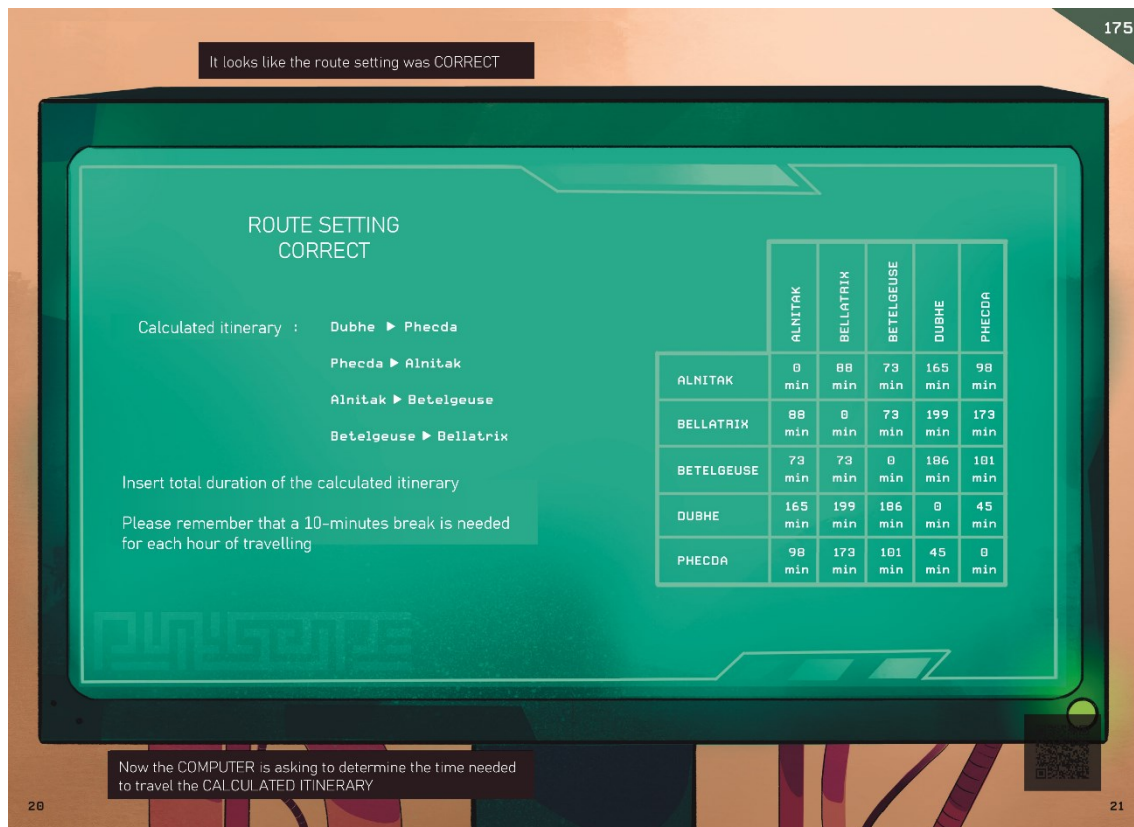 175
It looks like the route setting was CORRECT
ROUTE SETTING
CORRECT
Calculated itinerary : Dubhe ▶ Phecda
Phecda ▶ Alnitak
Alnitak ▶ Betelgeuse
Betelgeuse ▶ Bellatrix
Insert total duration of the calculated itinerary
Please remember that a 10-minutes break is needed
for each hour of travelling
ALNITAK BELLATRIX BETELGEUSE DUBHE PHECDA
ALNITAK 0 min 88 min 73 min 165 min 98 min
BELLATRIX 88 min 0 min 73 min 199 min 173 min
BETELGEUSE 73 min 73 min 0 min 186 min 101 min
DUBHE 165 min 199 min 186 min 0 min 45 min
PHECDA 98 min 173 min 101 min 45 min 0 min
Now the COMPUTER is asking to determine the time needed
to travel the CALCULATED ITINERARY
20
21